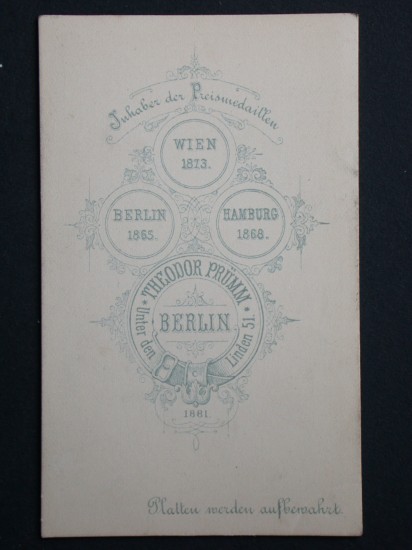 Inhaber der Preismedaillen
WIEN
1873.
BERLIN
1865.
HAMBURG
1868.
THEODOR PRÜMM
* Unter den Linden 51. *
BERLIN.
1861.
Platten werden aufbewahrt.